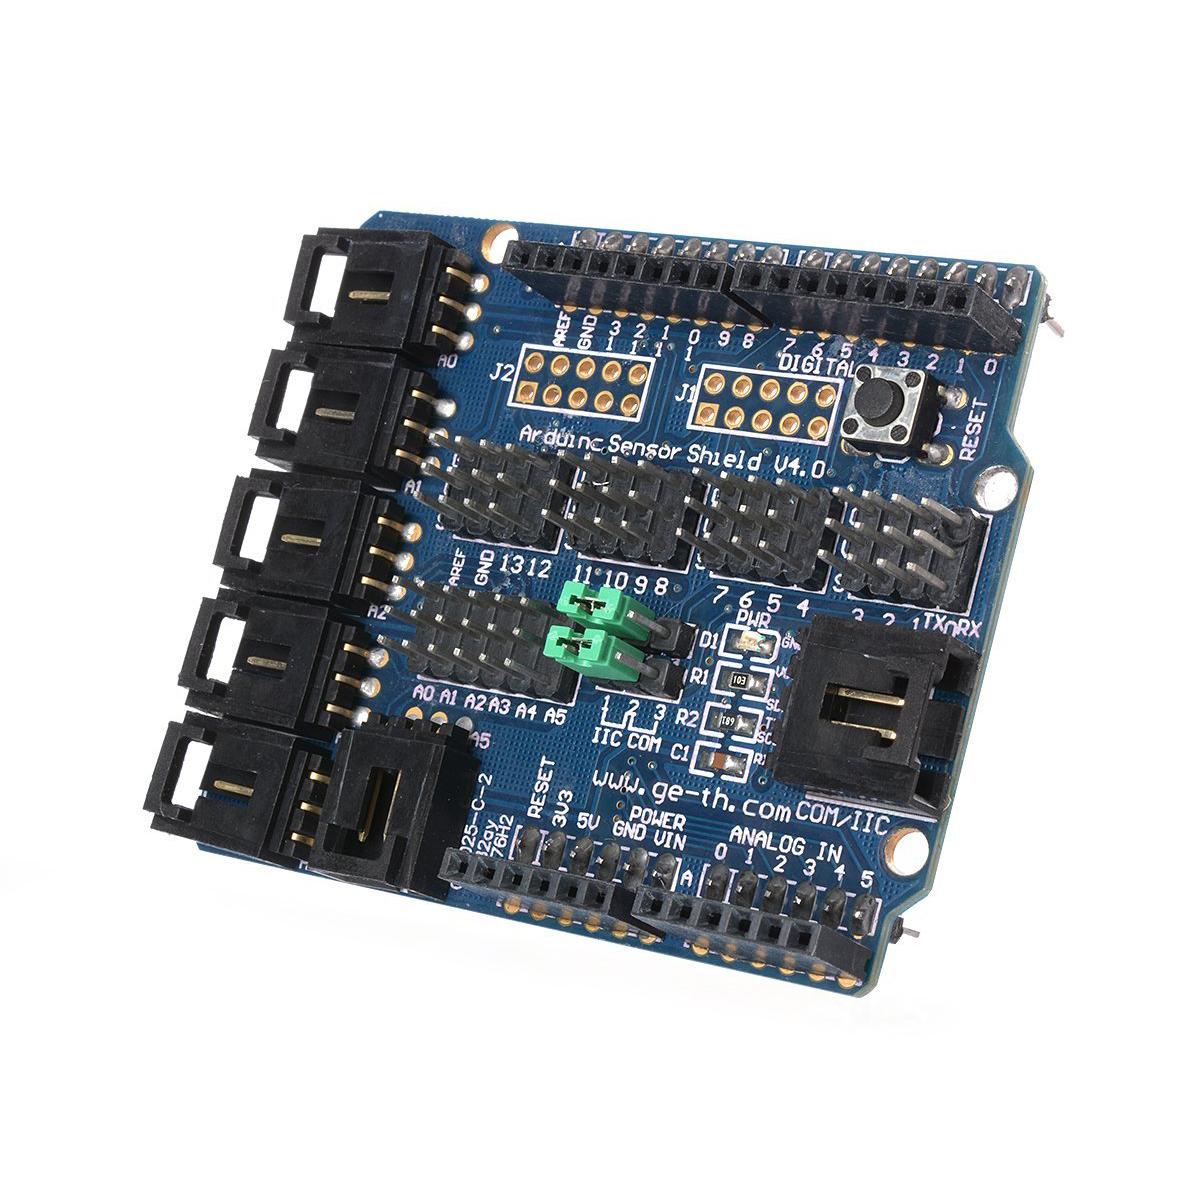 AREF GND 13 12 11 10 9 8 7 6 5 4 3 2 1 0
DIGITAL
A0
J2
J1
RESET
Arduino Sensor Shield V4.0
A1
AREF GND 13 12 11 10 9 8 7 6 5 4 3 2 1
TX RX
A2
PWR
D1
R1
601
R2
681
C1
A0 A1 A2 A3 A4 A5
1 2 3
IIC COM
A5
www.ge-th.com
COM/IIC
RESET 3V3 5V GND VIN
POWER
ANALOG IN
0 1 2 3 4 5
A